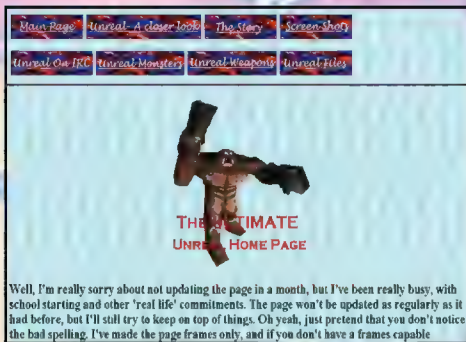 Main Page Unreal- A closer look The Story Screen-Shots
Unreal On IRC Unreal Monsters Unreal Weapons Unreal Files
THE ULTIMATE
UNREAL HOME PAGE
Well, I'm really sorry about not updating the page in a month, but I've been really busy, with
school starting and other 'real life' commitments. The page won't be updated as regularly as it
had before, but I'll still try to keep on top of things. Oh yeah, just pretend that you don't notice
the bad spelling. I've made the page frames only, and if you don't have a frames capable